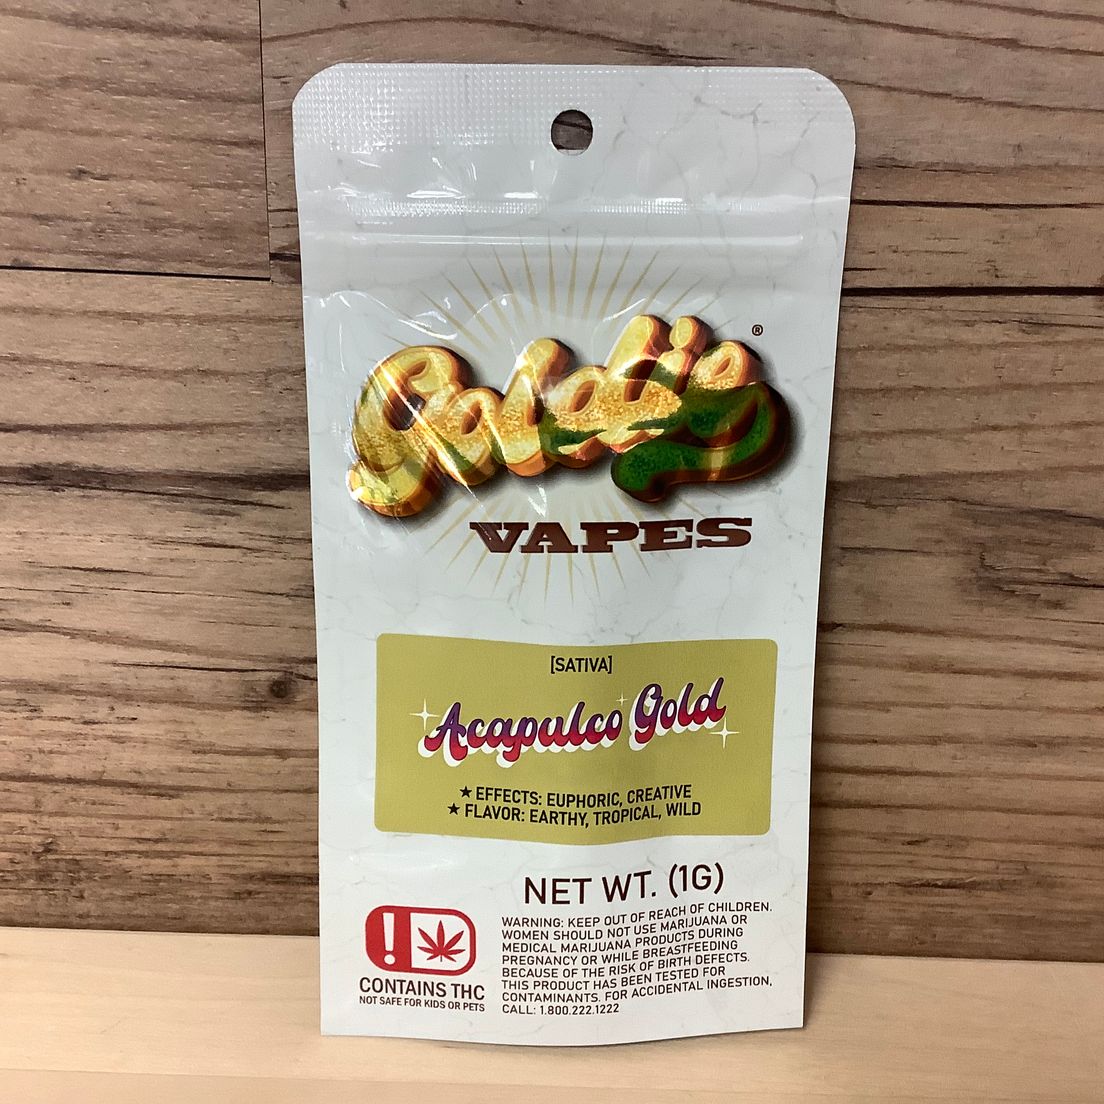 Goldie®
VAPES
[SATIVA]
Acapulco Gold
★ EFFECTS: EUPHORIC, CREATIVE
★ FLAVOR: EARTHY, TROPICAL, WILD
NET WT. (1G)
WARNING: KEEP OUT OF REACH OF CHILDREN.
WOMEN SHOULD NOT USE MARIJUANA OR
MEDICAL MARIJUANA PRODUCTS DURING
PREGNANCY OR WHILE BREASTFEEDING
BECAUSE OF THE RISK OF BIRTH DEFECTS.
THIS PRODUCT HAS BEEN TESTED FOR
CONTAMINANTS. FOR ACCIDENTAL INGESTION,
CALL: 1.800.222.1222
!
CONTAINS THC
NOT SAFE FOR KIDS OR PETS